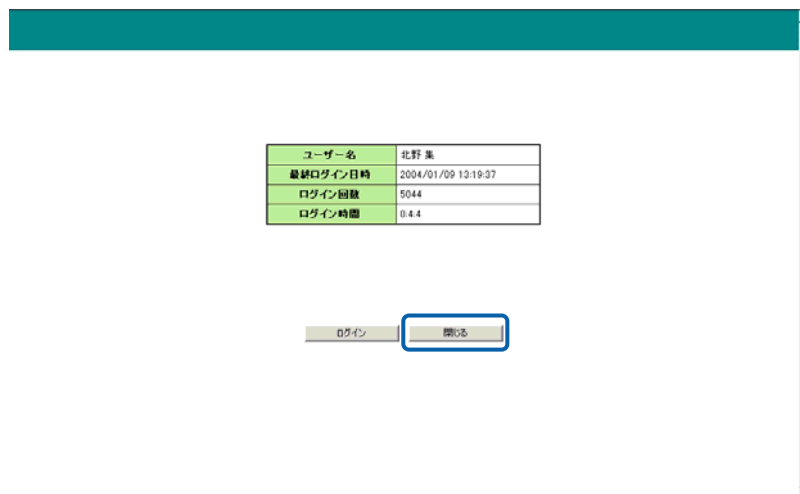 ユーザー名 北野 集
最終ログイン日時 2004/01/09 13:19:37
ログイン回数 5044
ログイン時間 0:4:4
ログイン 閉じる